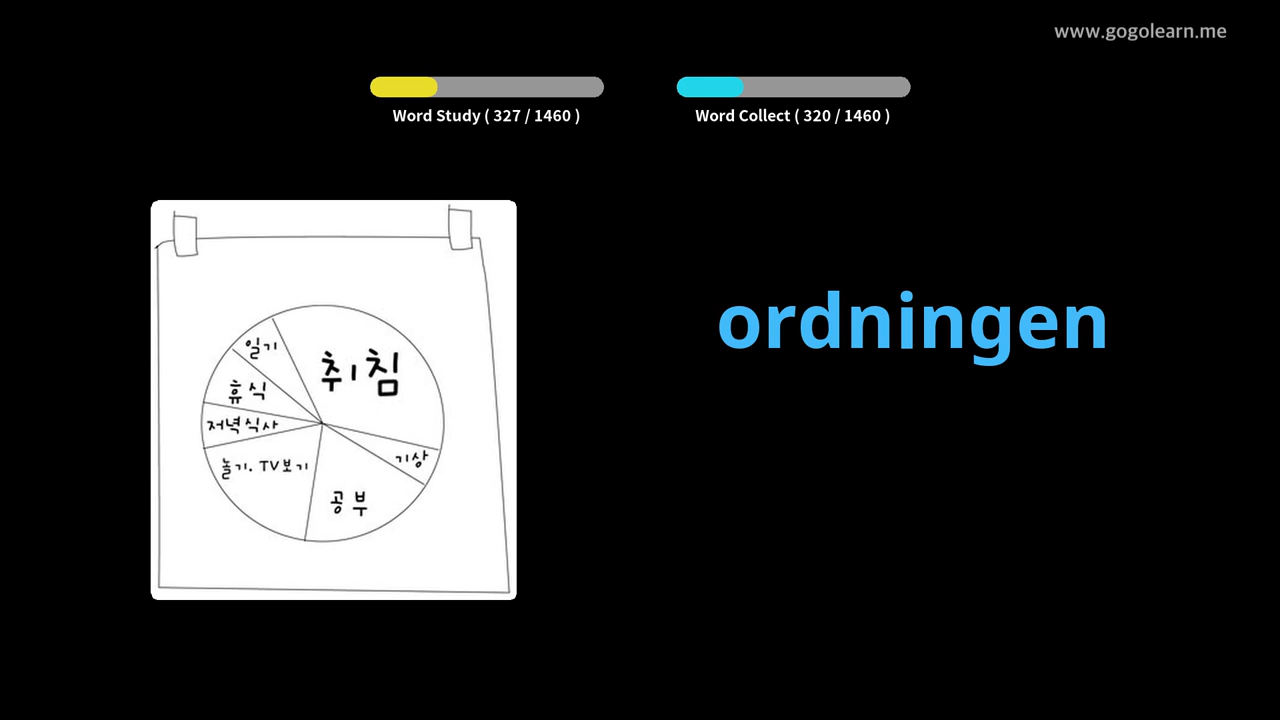 www.gogolearn.me
Word Study ( 327 / 1460 )
Word Collect ( 320 / 1460 )
일기
취침
휴식
저녁식사
놀기. TV보기
기상
공부
ordningen